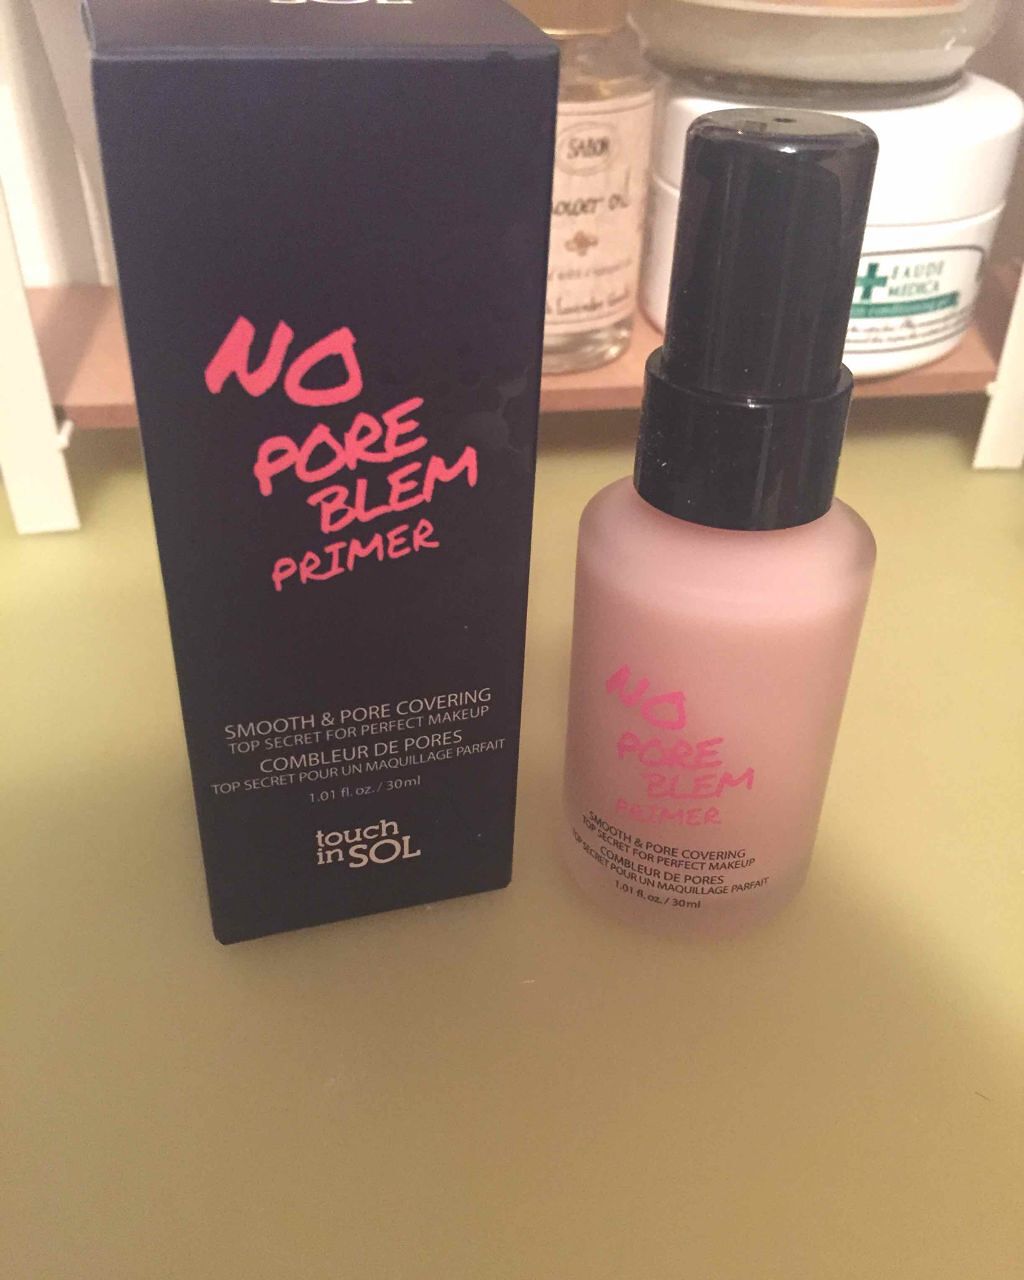 SOL
NO
PORE
BLEM
PRIMER
SMOOTH & PORE COVERING
TOP SECRET FOR PERFECT MAKEUP
COMBLEUR DE PORES
TOP SECRET POUR UN MAQUILLAGE PARFAIT
1.01 fl. oz. / 30ml
touch
in SOL
NO
PORE
BLEM
PRIMER
SMOOTH & PORE COVERING
TOP SECRET FOR PERFECT MAKEUP
COMBLEUR DE PORES
TOP SECRET POUR UN MAQUILLAGE PARFAIT
1.01 fl. oz. / 30ml
SABON
oil
EAUDE
MEDICA